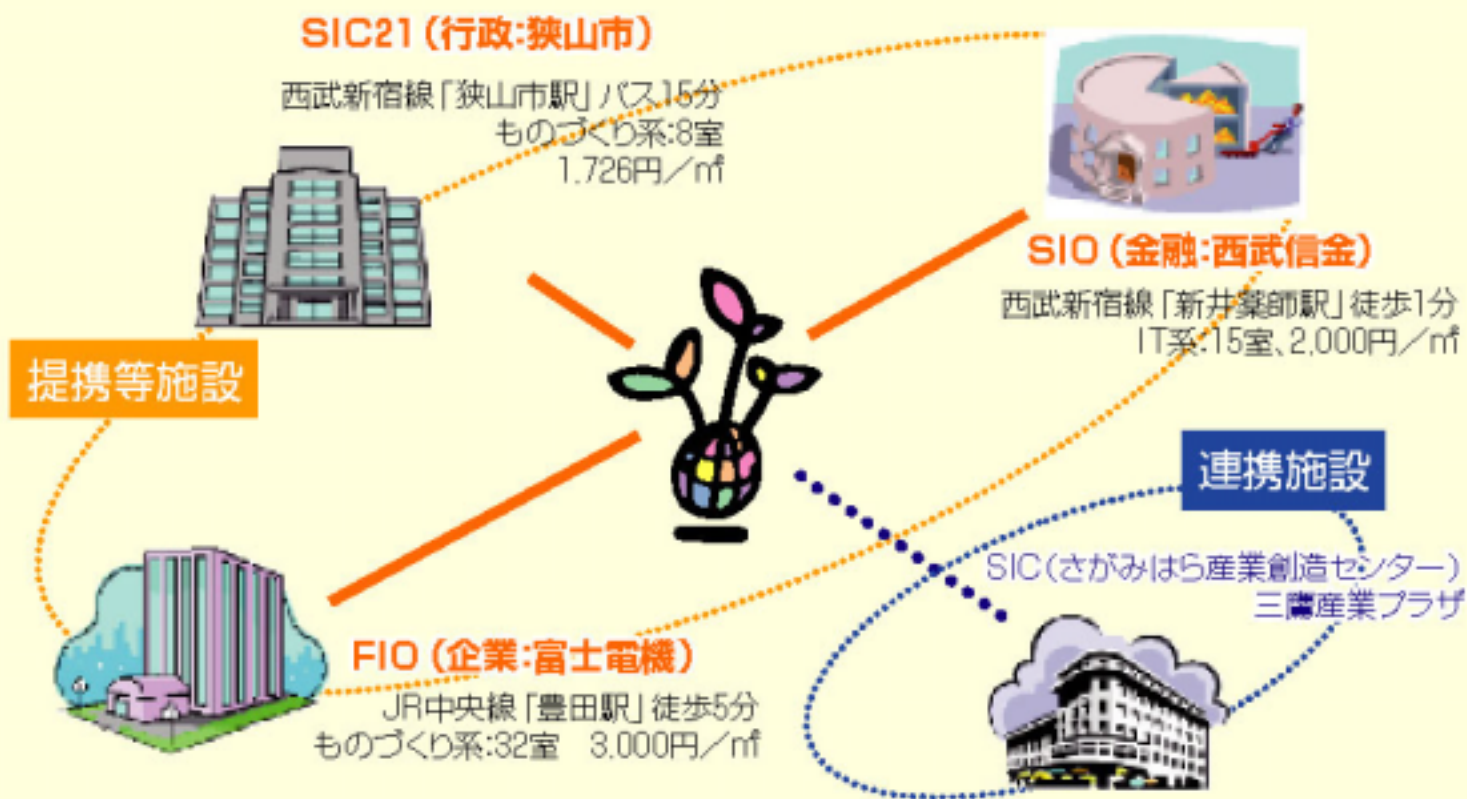 SIC21（行政:狭山市）
西武新宿線「狭山市駅」バス15分
ものづくり系:8室
1.726円／㎡
SIO（金融:西武信金）
西武新宿線「新井薬師駅」徒歩1分
IT系:15室、2,000円／㎡
提携等施設
連携施設
SIC(さがみはら産業創造センター)
三鷹産業プラザ
FIO（企業:富士電機）
JR中央線「豊田駅」徒歩5分
ものづくり系:32室　3.000円／㎡